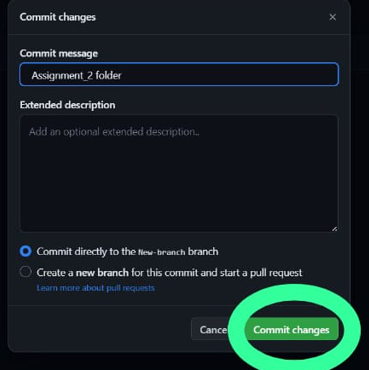 Commit changes
Commit message
Assignment_2 folder
Extended description
Add an optional extended description..
Commit directly to the New-branch branch
Create a new branch for this commit and start a pull request
Learn more about pull requests
Cance Commit changes